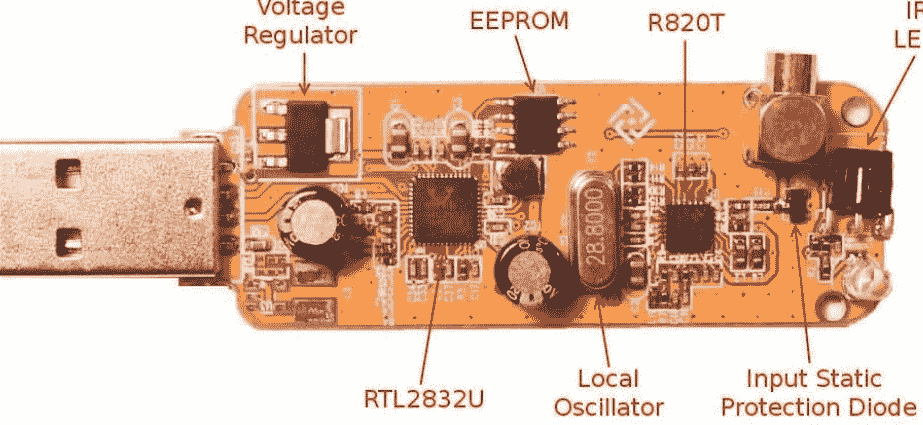 Voltage
Regulator
EEPROM
R820T
IR
LE
28.8000
RTL2832U
Local
Oscillator
Input Static
Protection Diode